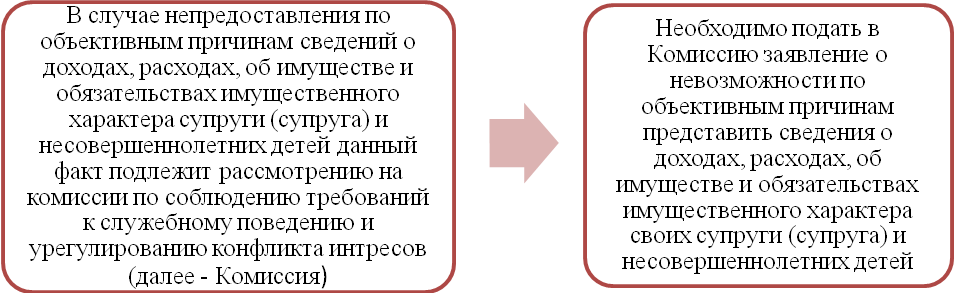 В случае непредоставления по
объективным причинам сведений о
доходах, расходах, об имуществе и
обязательствах имущественного
характера супруги (супруга) и
несовершеннолетних детей данный
факт подлежит рассмотрению на
комиссии по соблюдению требований
к служебному поведению и
урегулированию конфликта интресов
(далее - Комиссия)
Необходимо подать в
Комиссию заявление о
невозможности по
объективным причинам
представить сведения о
доходах, расходах, об
имуществе и обязательствах
имущественного характера
своих супруги (супруга) и
несовершеннолетних детей